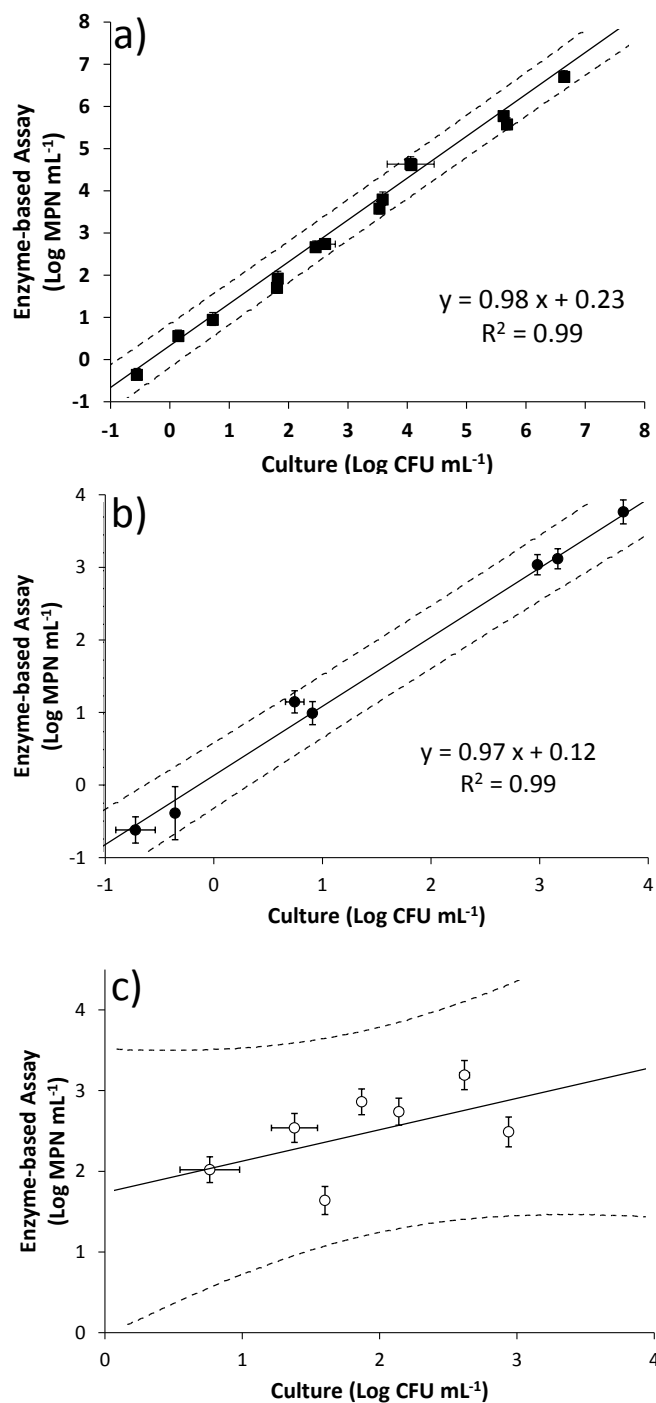 a)
8
7
6
5
4
3
2
1
0
-1
Enzyme-based Assay
(Log MPN mL⁻¹)
y = 0.98 x + 0.23
R² = 0.99
-1 0 1 2 3 4 5 6 7 8
Culture (Log CFU mL⁻¹)
b)
4
3
2
1
0
-1
Enzyme-based Assay
(Log MPN mL⁻¹)
y = 0.97 x + 0.12
R² = 0.99
-1 0 1 2 3 4
Culture (Log CFU mL⁻¹)
c)
4
3
2
1
0
Enzyme-based Assay
(Log MPN mL⁻¹)
0 1 2 3 4
Culture (Log CFU mL⁻¹)